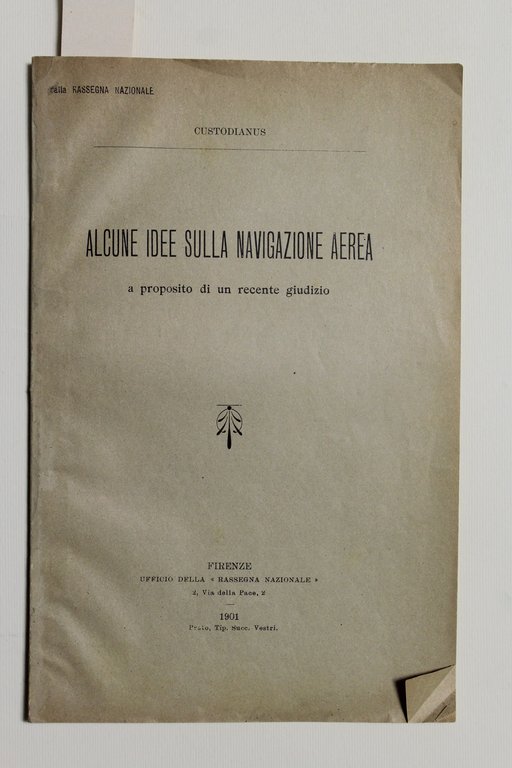 dalla RASSEGNA NAZIONALE
CUSTODIANUS
ALCUNE IDEE SULLA NAVIGAZIONE AEREA
a proposito di un recente giudizio
FIRENZE
UFFICIO DELLA « RASSEGNA NAZIONALE »
2, Via della Pace, 2
1901
Prato, Tip. Succ. Vestri.